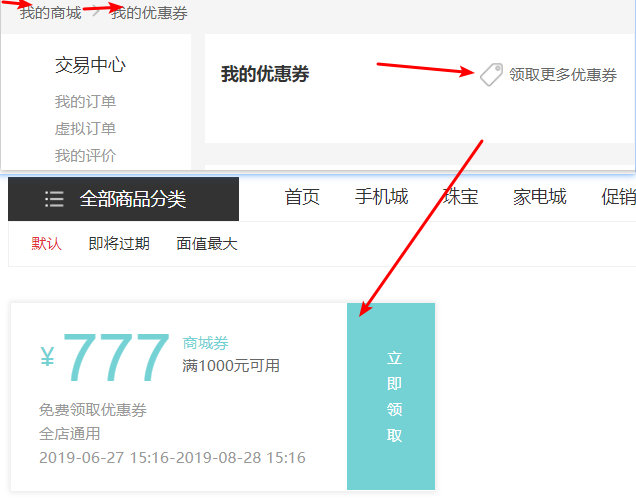 我的商城 > 我的优惠券
交易中心
我的订单
虚拟订单
我的评价
我的优惠券
领取更多优惠券
全部商品分类 首页 手机城 珠宝 家电城 促销
默认 即将过期 面值最大
¥777
商城券
满1000元可用
免费领取优惠券
全店通用
2019-06-27 15:16-2019-08-28 15:16
立
即
领
取